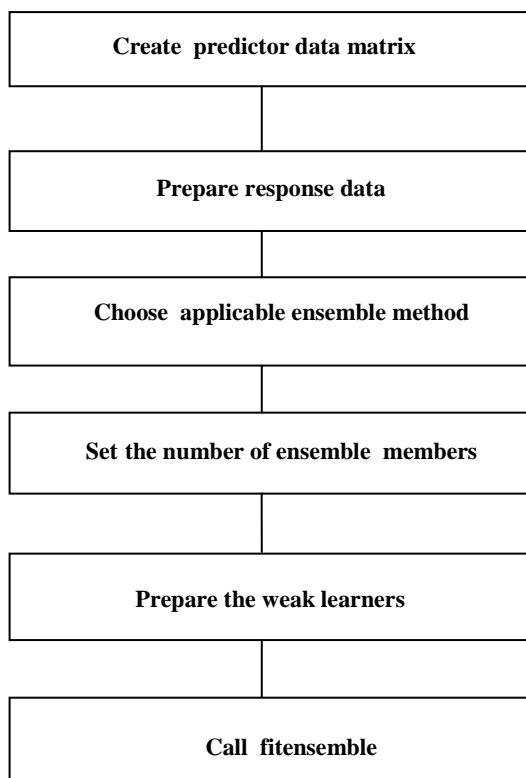 Create predictor data matrix
Prepare response data
Choose applicable ensemble method
Set the number of ensemble members
Prepare the weak learners
Call fitensemble